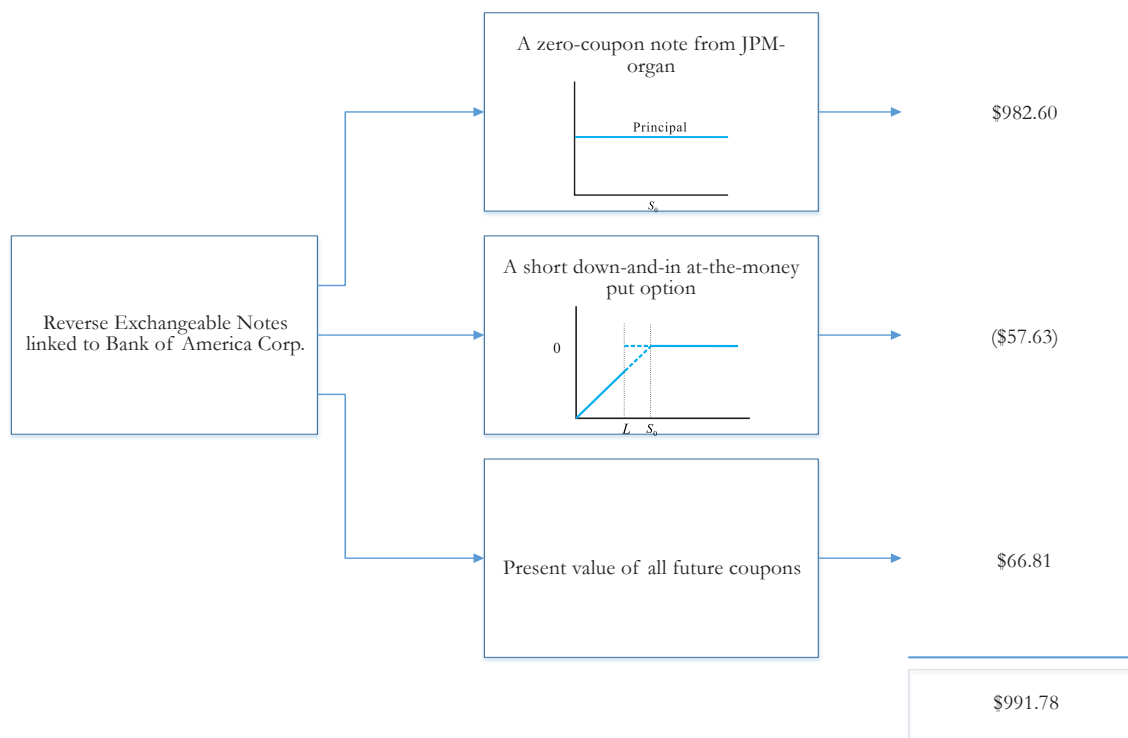 A zero-coupon note from JPM-
organ
Principal
S₀
$982.60
Reverse Exchangeable Notes
linked to Bank of America Corp.
A short down-and-in at-the-money
put option
0
L S₀
($57.63)
Present value of all future coupons
$66.81
$991.78